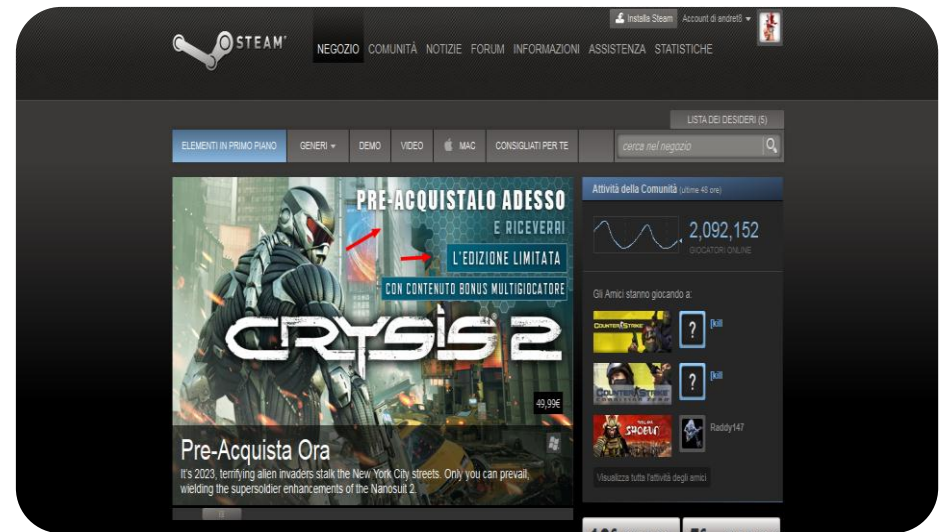 Installa Steam Account di andret8
STEAM
NEGOZIO COMUNITÀ NOTIZIE FORUM INFORMAZIONI ASSISTENZA STATISTICHE
LISTA DEI DESIDERI (5)
ELEMENTI IN PRIMO PIANO GENERI DEMO VIDEO MAC CONSIGLIATI PER TE cerca nel negozio
PRE-ACQUISTALO ADESSO
E RICEVERAI
L'EDIZIONE LIMITATA
CON CONTENUTO BONUS MULTIGIOCATORE
CRYSIS 2
49,99€
Pre-Acquista Ora
It's 2023, terrifying alien invaders stalk the New York City streets. Only you can prevail,
wielding the supersoldier enhancements of the Nanosuit 2.
Attività della Comunità (ultime 48 ore)
2,092,152
GIOCATORI ONLINE
Gli Amici stanno giocando a:
COUNTER STRIKE ? [kill
COUNTER STRIKE CONDITION ZERO ? [kill
SHOGUN Raddy147
Visualizza tutta l'attività degli amici